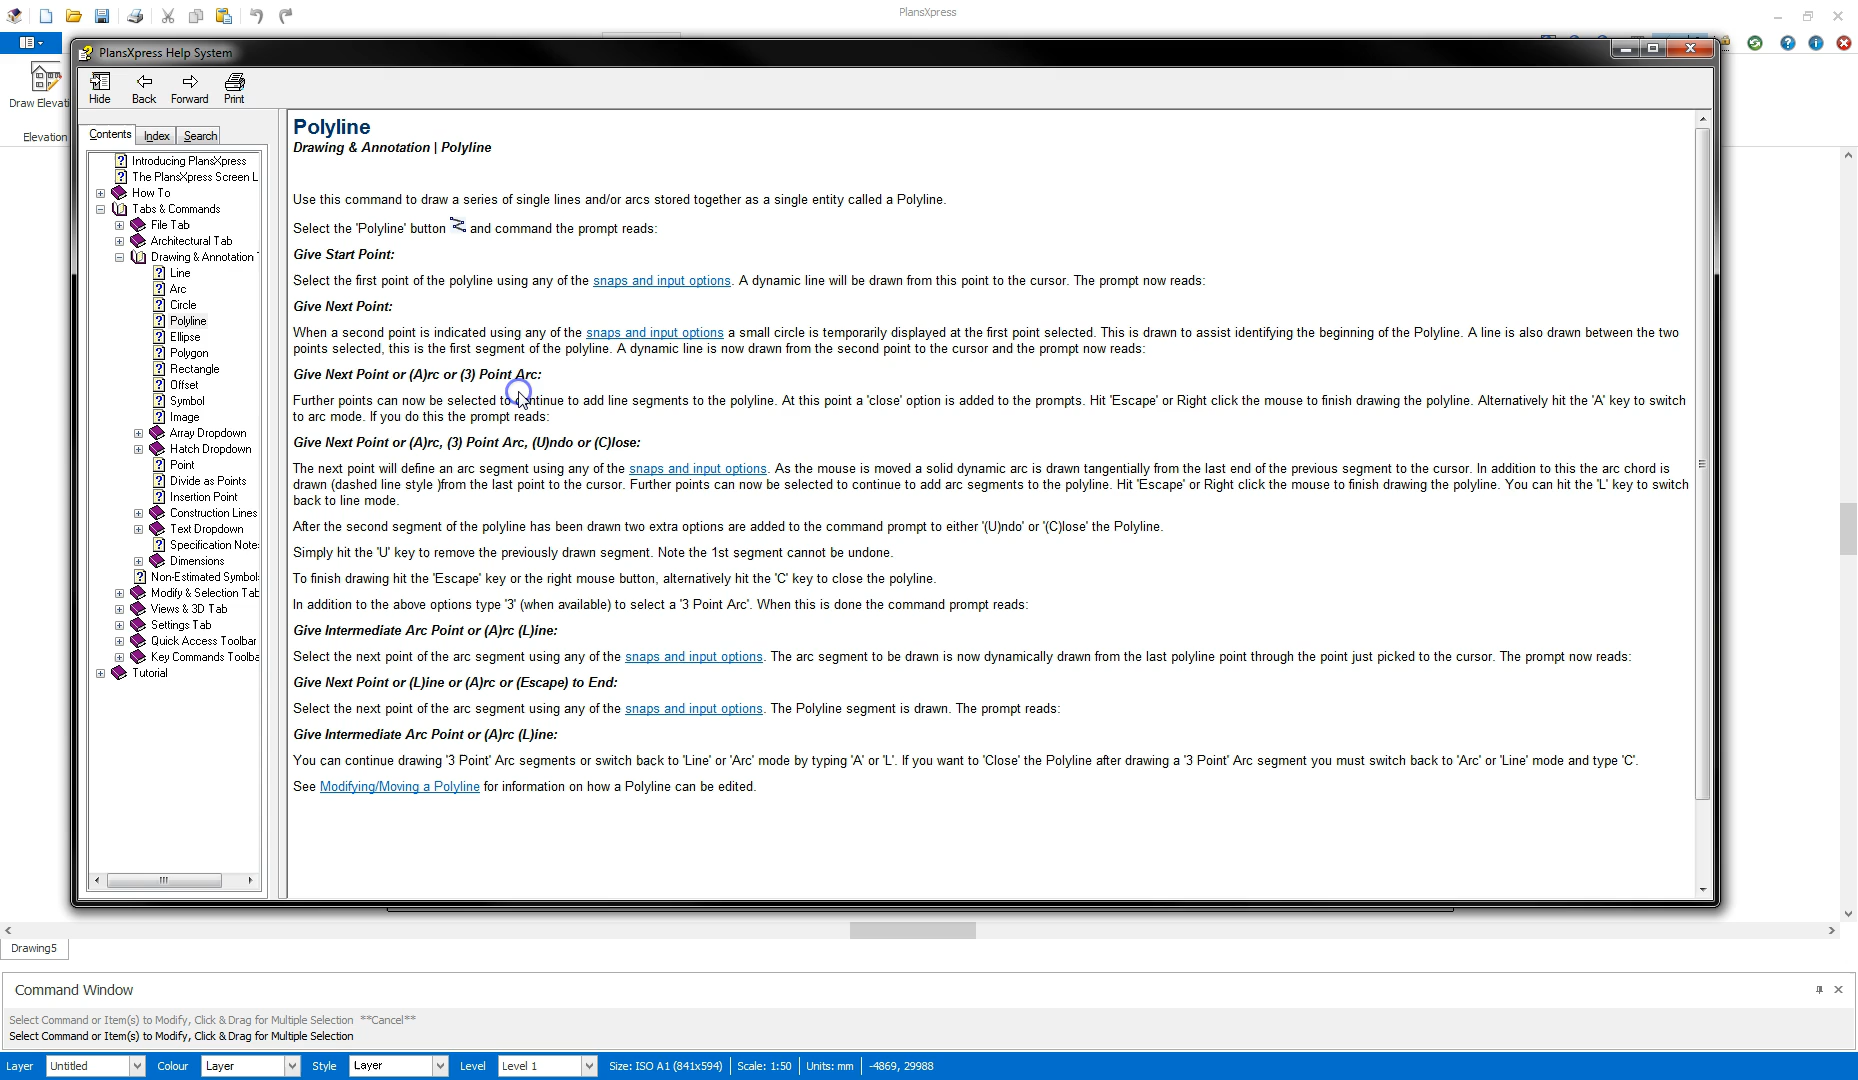 PlansXpress
PlansXpress Help System
Draw Elevati
Elevation
Hide
Back
Forward
Print
Contents
Index
Search
Introducing PlansXpress
The PlansXpress Screen L
How To
Tabs & Commands
File Tab
Architectural Tab
Drawing & Annotation
Line
Arc
Circle
Polyline
Ellipse
Polygon
Rectangle
Offset
Symbol
Image
Array Dropdown
Hatch Dropdown
Point
Divide as Points
Insertion Point
Construction Lines
Text Dropdown
Specification Note:
Dimensions
Non-Estimated Symbol
Modify & Selection Tab
Views & 3D Tab
Settings Tab
Quick Access Toolbar
Key Commands Toolba
Tutorial
Polyline
Drawing & Annotation | Polyline
Use this command to draw a series of single lines and/or arcs stored together as a single entity called a Polyline.
Select the 'Polyline' button and command the prompt reads:
Give Start Point:
Select the first point of the polyline using any of the snaps and input options. A dynamic line will be drawn from this point to the cursor. The prompt now reads:
Give Next Point:
When a second point is indicated using any of the snaps and input options a small circle is temporarily displayed at the first point selected. This is drawn to assist identifying the beginning of the Polyline. A line is also drawn between the two
points selected, this is the first segment of the polyline. A dynamic line is now drawn from the second point to the cursor and the prompt now reads:
Give Next Point or (A)rc or (3) Point Arc:
Further points can now be selected to continue to add line segments to the polyline. At this point a 'close' option is added to the prompts. Hit 'Escape' or Right click the mouse to finish drawing the polyline. Alternatively hit the 'A' key to switch
to arc mode. If you do this the prompt reads:
Give Next Point or (A)rc, (3) Point Arc, (U)ndo or (C)lose:
The next point will define an arc segment using any of the snaps and input options. As the mouse is moved a solid dynamic arc is drawn tangentially from the last end of the previous segment to the cursor. In addition to this the arc chord is
drawn (dashed line style )from the last point to the cursor. Further points can now be selected to continue to add arc segments to the polyline. Hit 'Escape' or Right click the mouse to finish drawing the polyline. You can hit the 'L' key to switch
back to line mode.
After the second segment of the polyline has been drawn two extra options are added to the command prompt to either '(U)ndo' or '(C)lose' the Polyline.
Simply hit the 'U' key to remove the previously drawn segment. Note the 1st segment cannot be undone.
To finish drawing hit the 'Escape' key or the right mouse button, alternatively hit the 'C' key to close the polyline.
In addition to the above options type '3' (when available) to select a '3 Point Arc'. When this is done the command prompt reads:
Give Intermediate Arc Point or (A)rc (L)ine:
Select the next point of the arc segment using any of the snaps and input options. The arc segment to be drawn is now dynamically drawn from the last polyline point through the point just picked to the cursor. The prompt now reads:
Give Next Point or (L)ine or (A)rc or (Escape) to End:
Select the next point of the arc segment using any of the snaps and input options. The Polyline segment is drawn. The prompt reads:
Give Intermediate Arc Point or (A)rc (L)ine:
You can continue drawing '3 Point' Arc segments or switch back to 'Line' or 'Arc' mode by typing 'A' or 'L'. If you want to 'Close' the Polyline after drawing a '3 Point' Arc segment you must switch back to 'Arc' or 'Line' mode and type 'C'.
See Modifying/Moving a Polyline for information on how a Polyline can be edited.
Drawing5
Command Window
Select Command or Item(s) to Modify, Click & Drag for Multiple Selection **Cancel**
Select Command or Item(s) to Modify, Click & Drag for Multiple Selection
Layer Untitled Colour Layer Style Layer Level Level 1 Size: ISO A1 (841x594) Scale: 1:50 Units: mm -4869, 29988